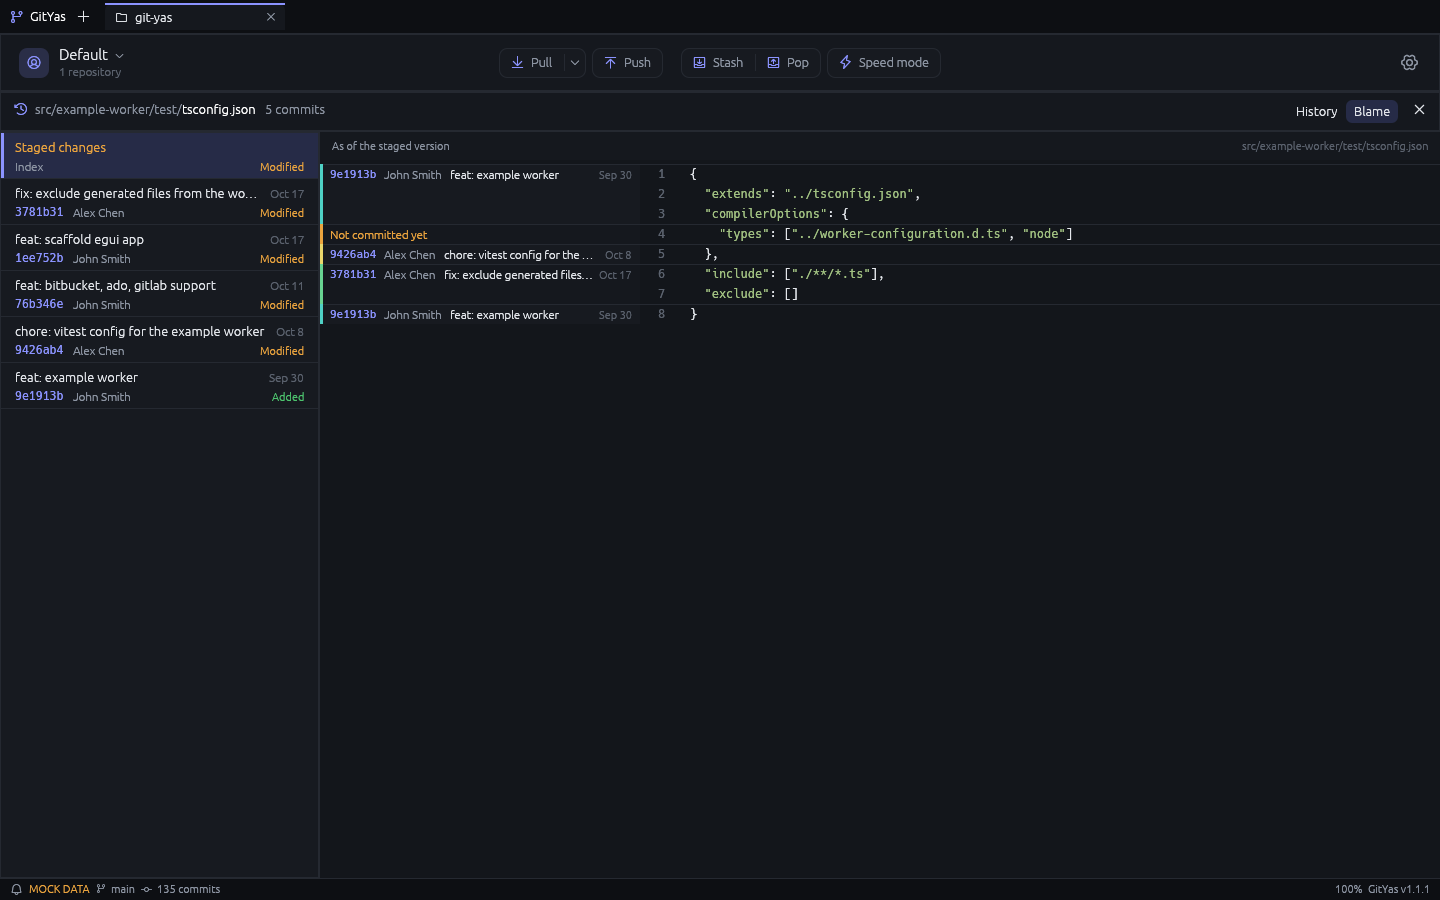 GitYas
git-yas
Default
1 repository
Pull
Push
Stash
Pop
Speed mode
src/example-worker/test/tsconfig.json 5 commits
History
Blame
Staged changes
Index Modified
fix: exclude generated files from the wo... Oct 17
3781b31 Alex Chen Modified
feat: scaffold egui app Oct 17
1ee752b John Smith Modified
feat: bitbucket, ado, gitlab support Oct 11
76b346e John Smith Modified
chore: vitest config for the example worker Oct 8
9426ab4 Alex Chen Modified
feat: example worker Sep 30
9e1913b John Smith Added
As of the staged version src/example-worker/test/tsconfig.json
9e1913b John Smith feat: example worker Sep 30 1 {
2 "extends": "../tsconfig.json",
3 "compilerOptions": {
Not committed yet 4 "types": ["../worker-configuration.d.ts", "node"]
9426ab4 Alex Chen chore: vitest config for the ... Oct 8 5 },
3781b31 Alex Chen fix: exclude generated files... Oct 17 6 "include": ["./**/*.ts"],
7 "exclude": []
9e1913b John Smith feat: example worker Sep 30 8 }
MOCK DATA main 135 commits
100% GitYas v1.1.1